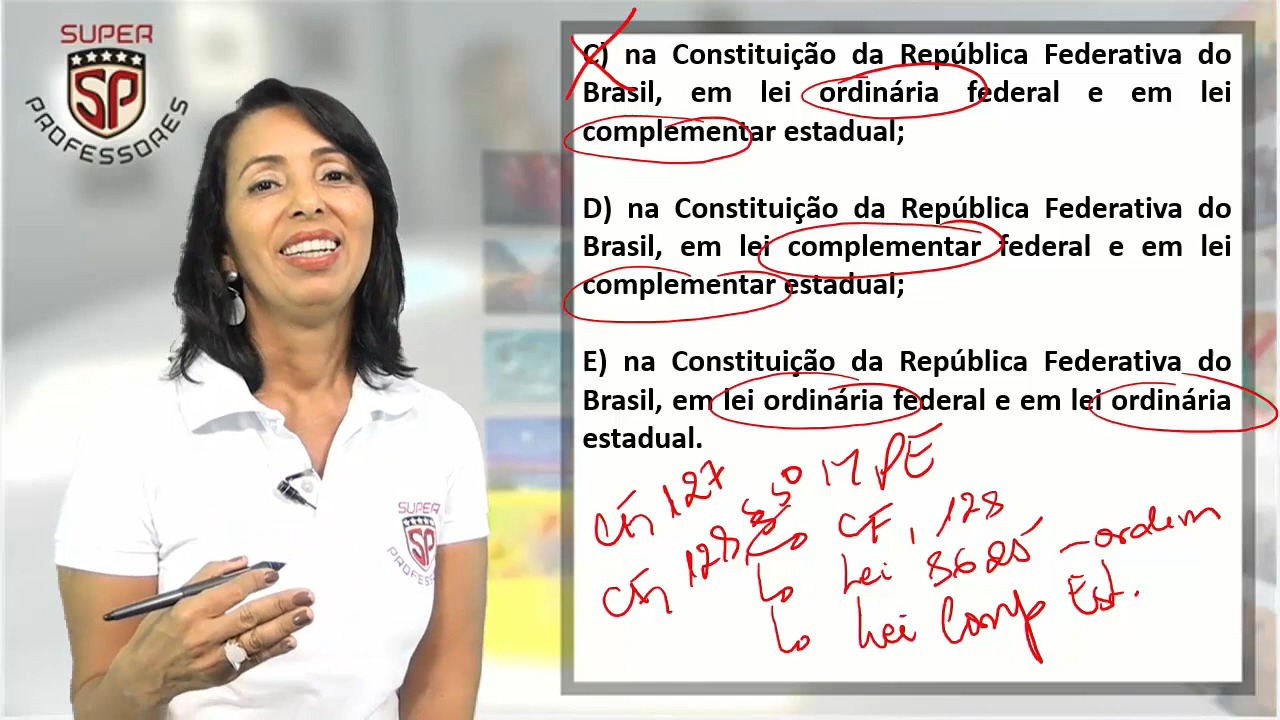 SUPER
SP
PROFESSORES
C) na Constituição da República Federativa do
Brasil, em lei ordinária federal e em lei
complementar estadual;
D) na Constituição da República Federativa do
Brasil, em lei complementar federal e em lei
complementar estadual;
E) na Constituição da República Federativa do
Brasil, em lei ordinária federal e em lei ordinária
estadual.
127
MPE
128 § 5º
CF, 128
Lei 8625 - ordem
Lei Comp Est.
SUPER
SP
PROFESSORES